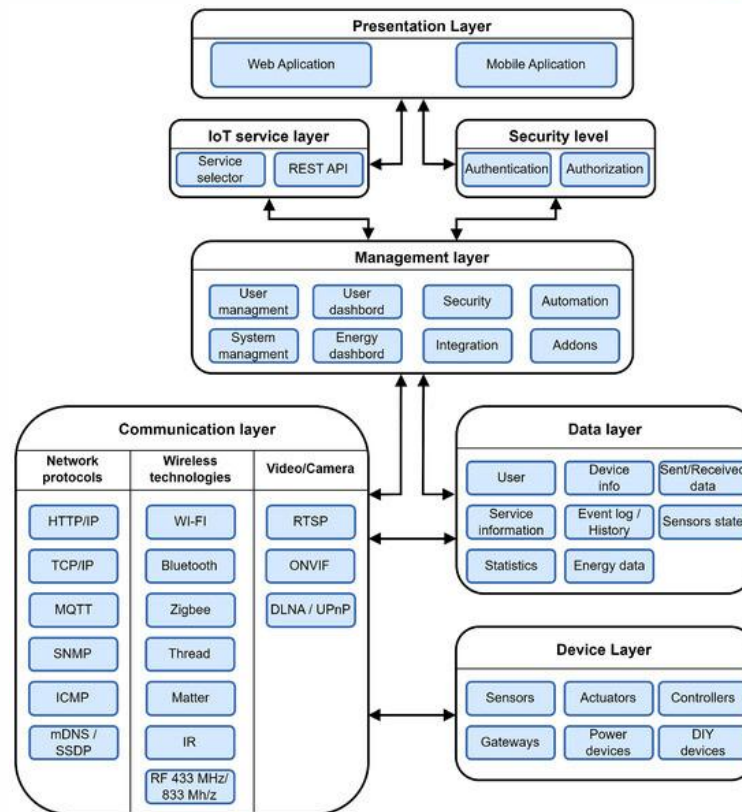 Presentation Layer
Web Aplication
Mobile Aplication
IoT service layer
Service
selector
REST API
Security level
Authentication
Authorization
Management layer
User
managment
User
dashbord
Security
Automation
System
managment
Energy
dashbord
Integration
Addons
Communication layer
Network
protocols
Wireless
technologies
Video/Camera
HTTP/IP
WI-FI
RTSP
TCP/IP
Bluetooth
ONVIF
MQTT
Zigbee
DLNA / UPnP
SNMP
Thread
ICMP
Matter
mDNS /
SSDP
IR
RF 433 MHz/
833 Mh/z
Data layer
User
Device
info
Sent/Received
data
Service
information
Event log /
History
Sensors state
Statistics
Energy data
Device Layer
Sensors
Actuators
Controllers
Gateways
Power
devices
DIY
devices